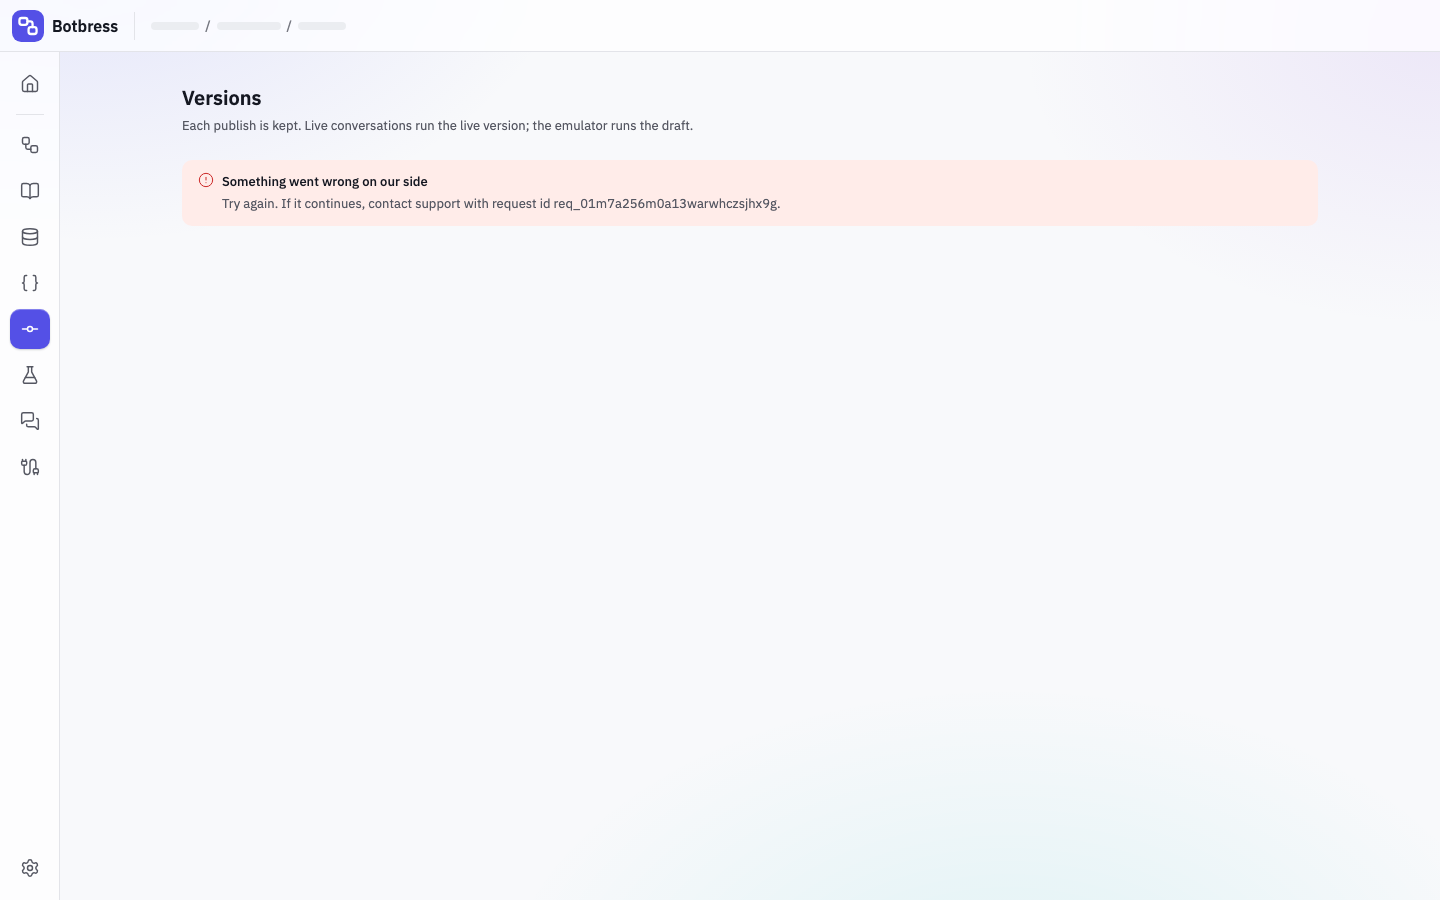 Botbress
/ /
Versions
Each publish is kept. Live conversations run the live version; the emulator runs the draft.
Something went wrong on our side
Try again. If it continues, contact support with request id req_01m7a256m0a13warwhczsjhx9g.